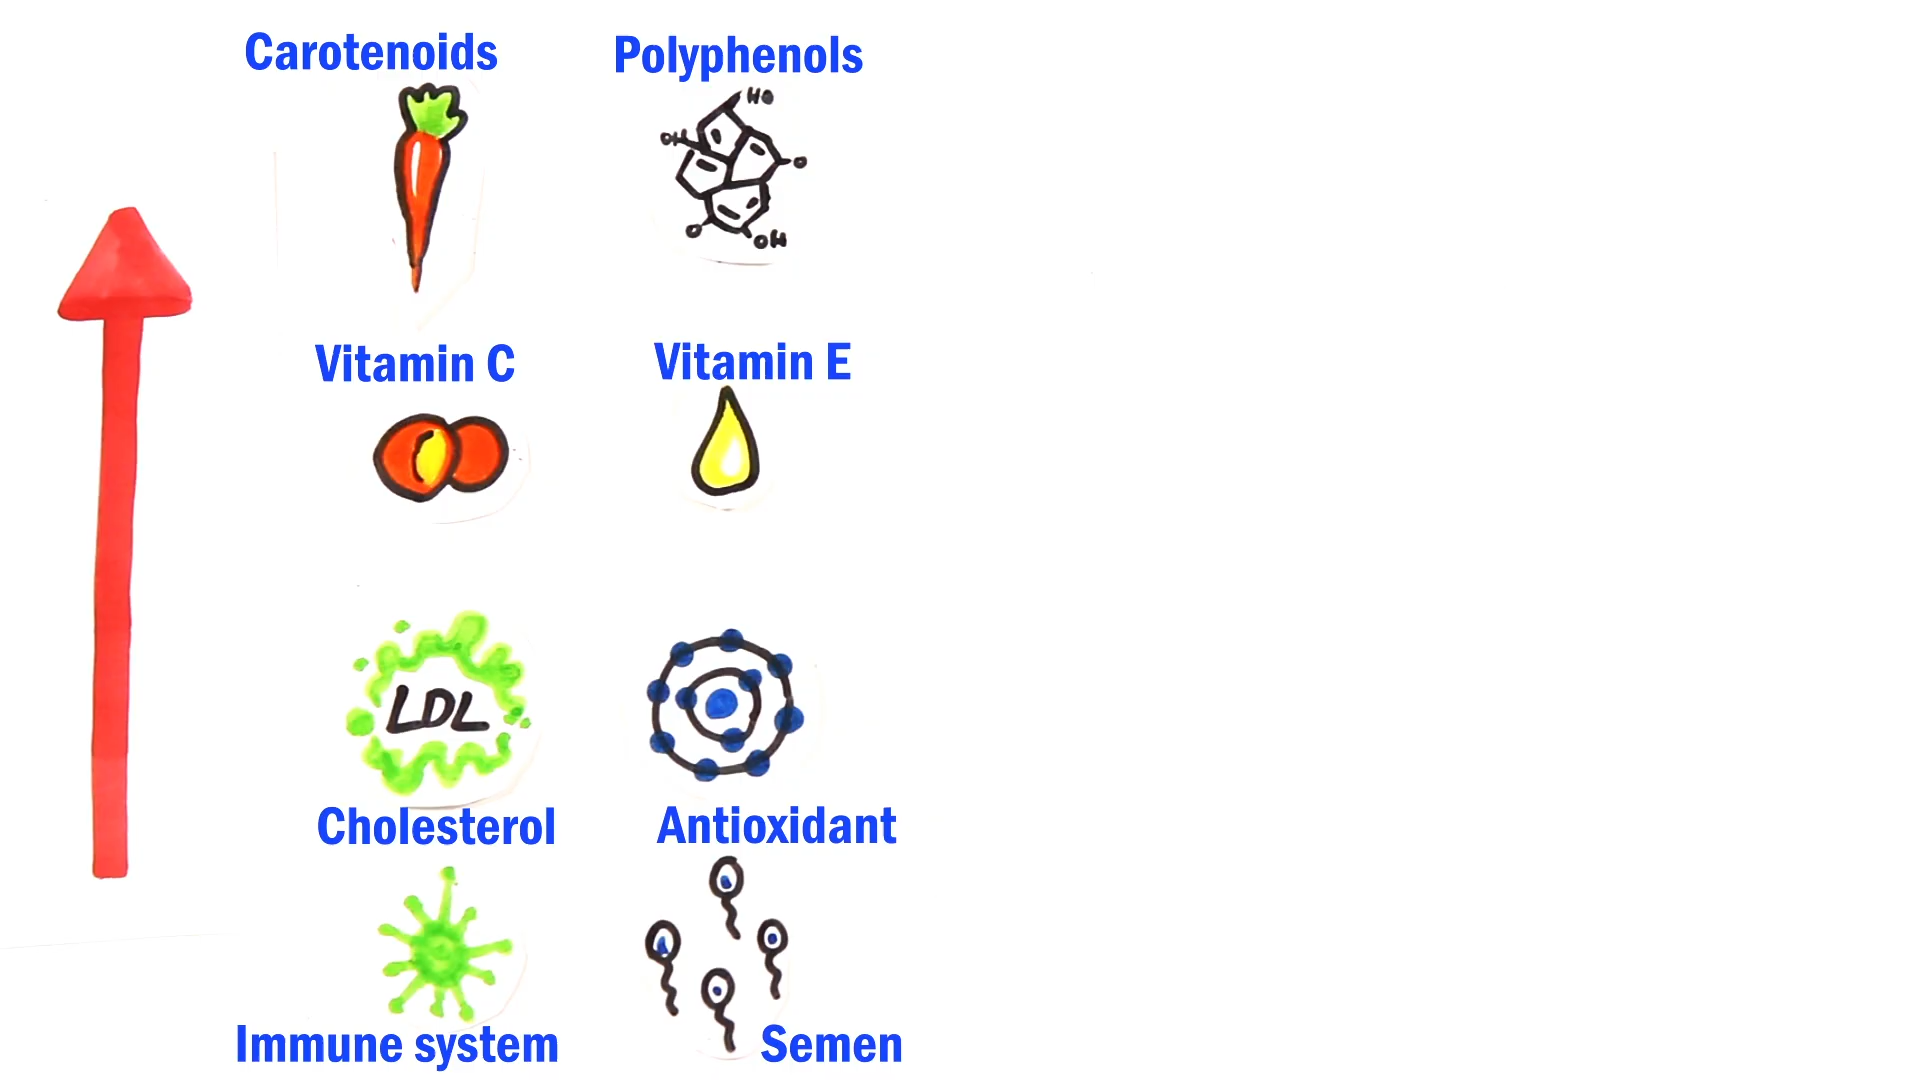 Carotenoids Polyphenols
HO
OH
O
O
OH
Vitamin C Vitamin E
LDL
Cholesterol Antioxidant
Immune system Semen